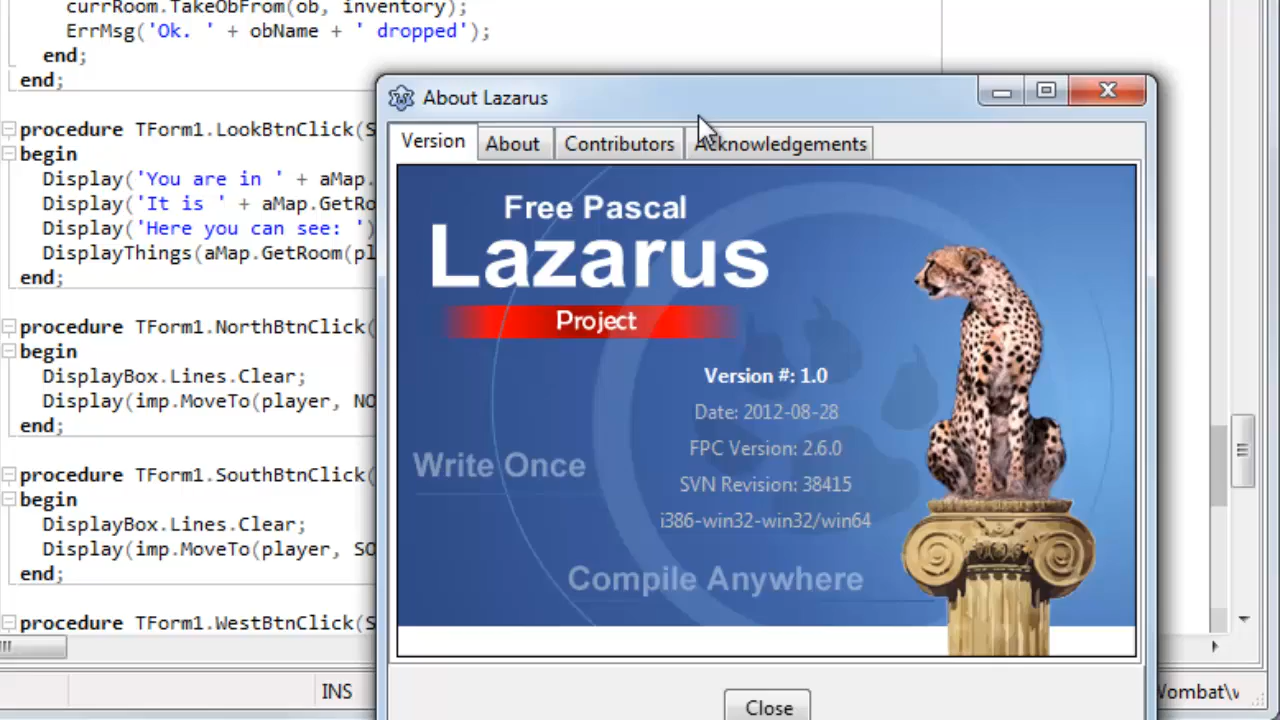 currRoom.TakeObFrom(ob, inventory);
ErrMsg('Ok. ' + obName + ' dropped');
end;
end;
procedure TForm1.LookBtnClick(S
begin
Display('You are in ' + aMap.
Display('It is ' + aMap.GetRo
Display('Here you can see: ')
DisplayThings(aMap.GetRoom(pl
end;
procedure TForm1.NorthBtnClick(
begin
DisplayBox.Lines.Clear;
Display(imp.MoveTo(player, NO
end;
procedure TForm1.SouthBtnClick(
begin
DisplayBox.Lines.Clear;
Display(imp.MoveTo(player, SO
end;
procedure TForm1.WestBtnClick(S
INS
Wombat\w
About Lazarus
Version About Contributors Acknowledgements
Free Pascal
Lazarus
Project
Version #: 1.0
Date: 2012-08-28
FPC Version: 2.6.0
SVN Revision: 38415
i386-win32-win32/win64
Write Once
Compile Anywhere
Close